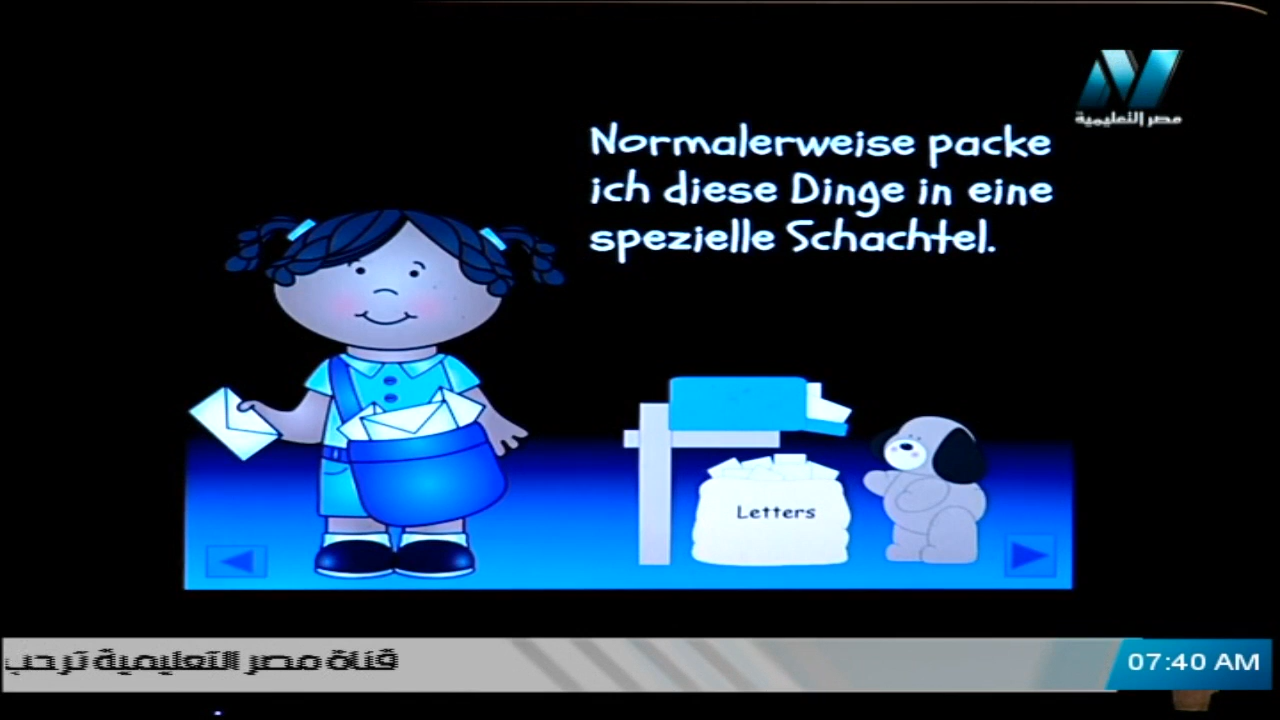 مصر التعليمية
Normalerweise packe
ich diese Dinge in eine
spezielle Schachtel.
Letters
قناة مصر التعليمية ترحب
07:40 AM